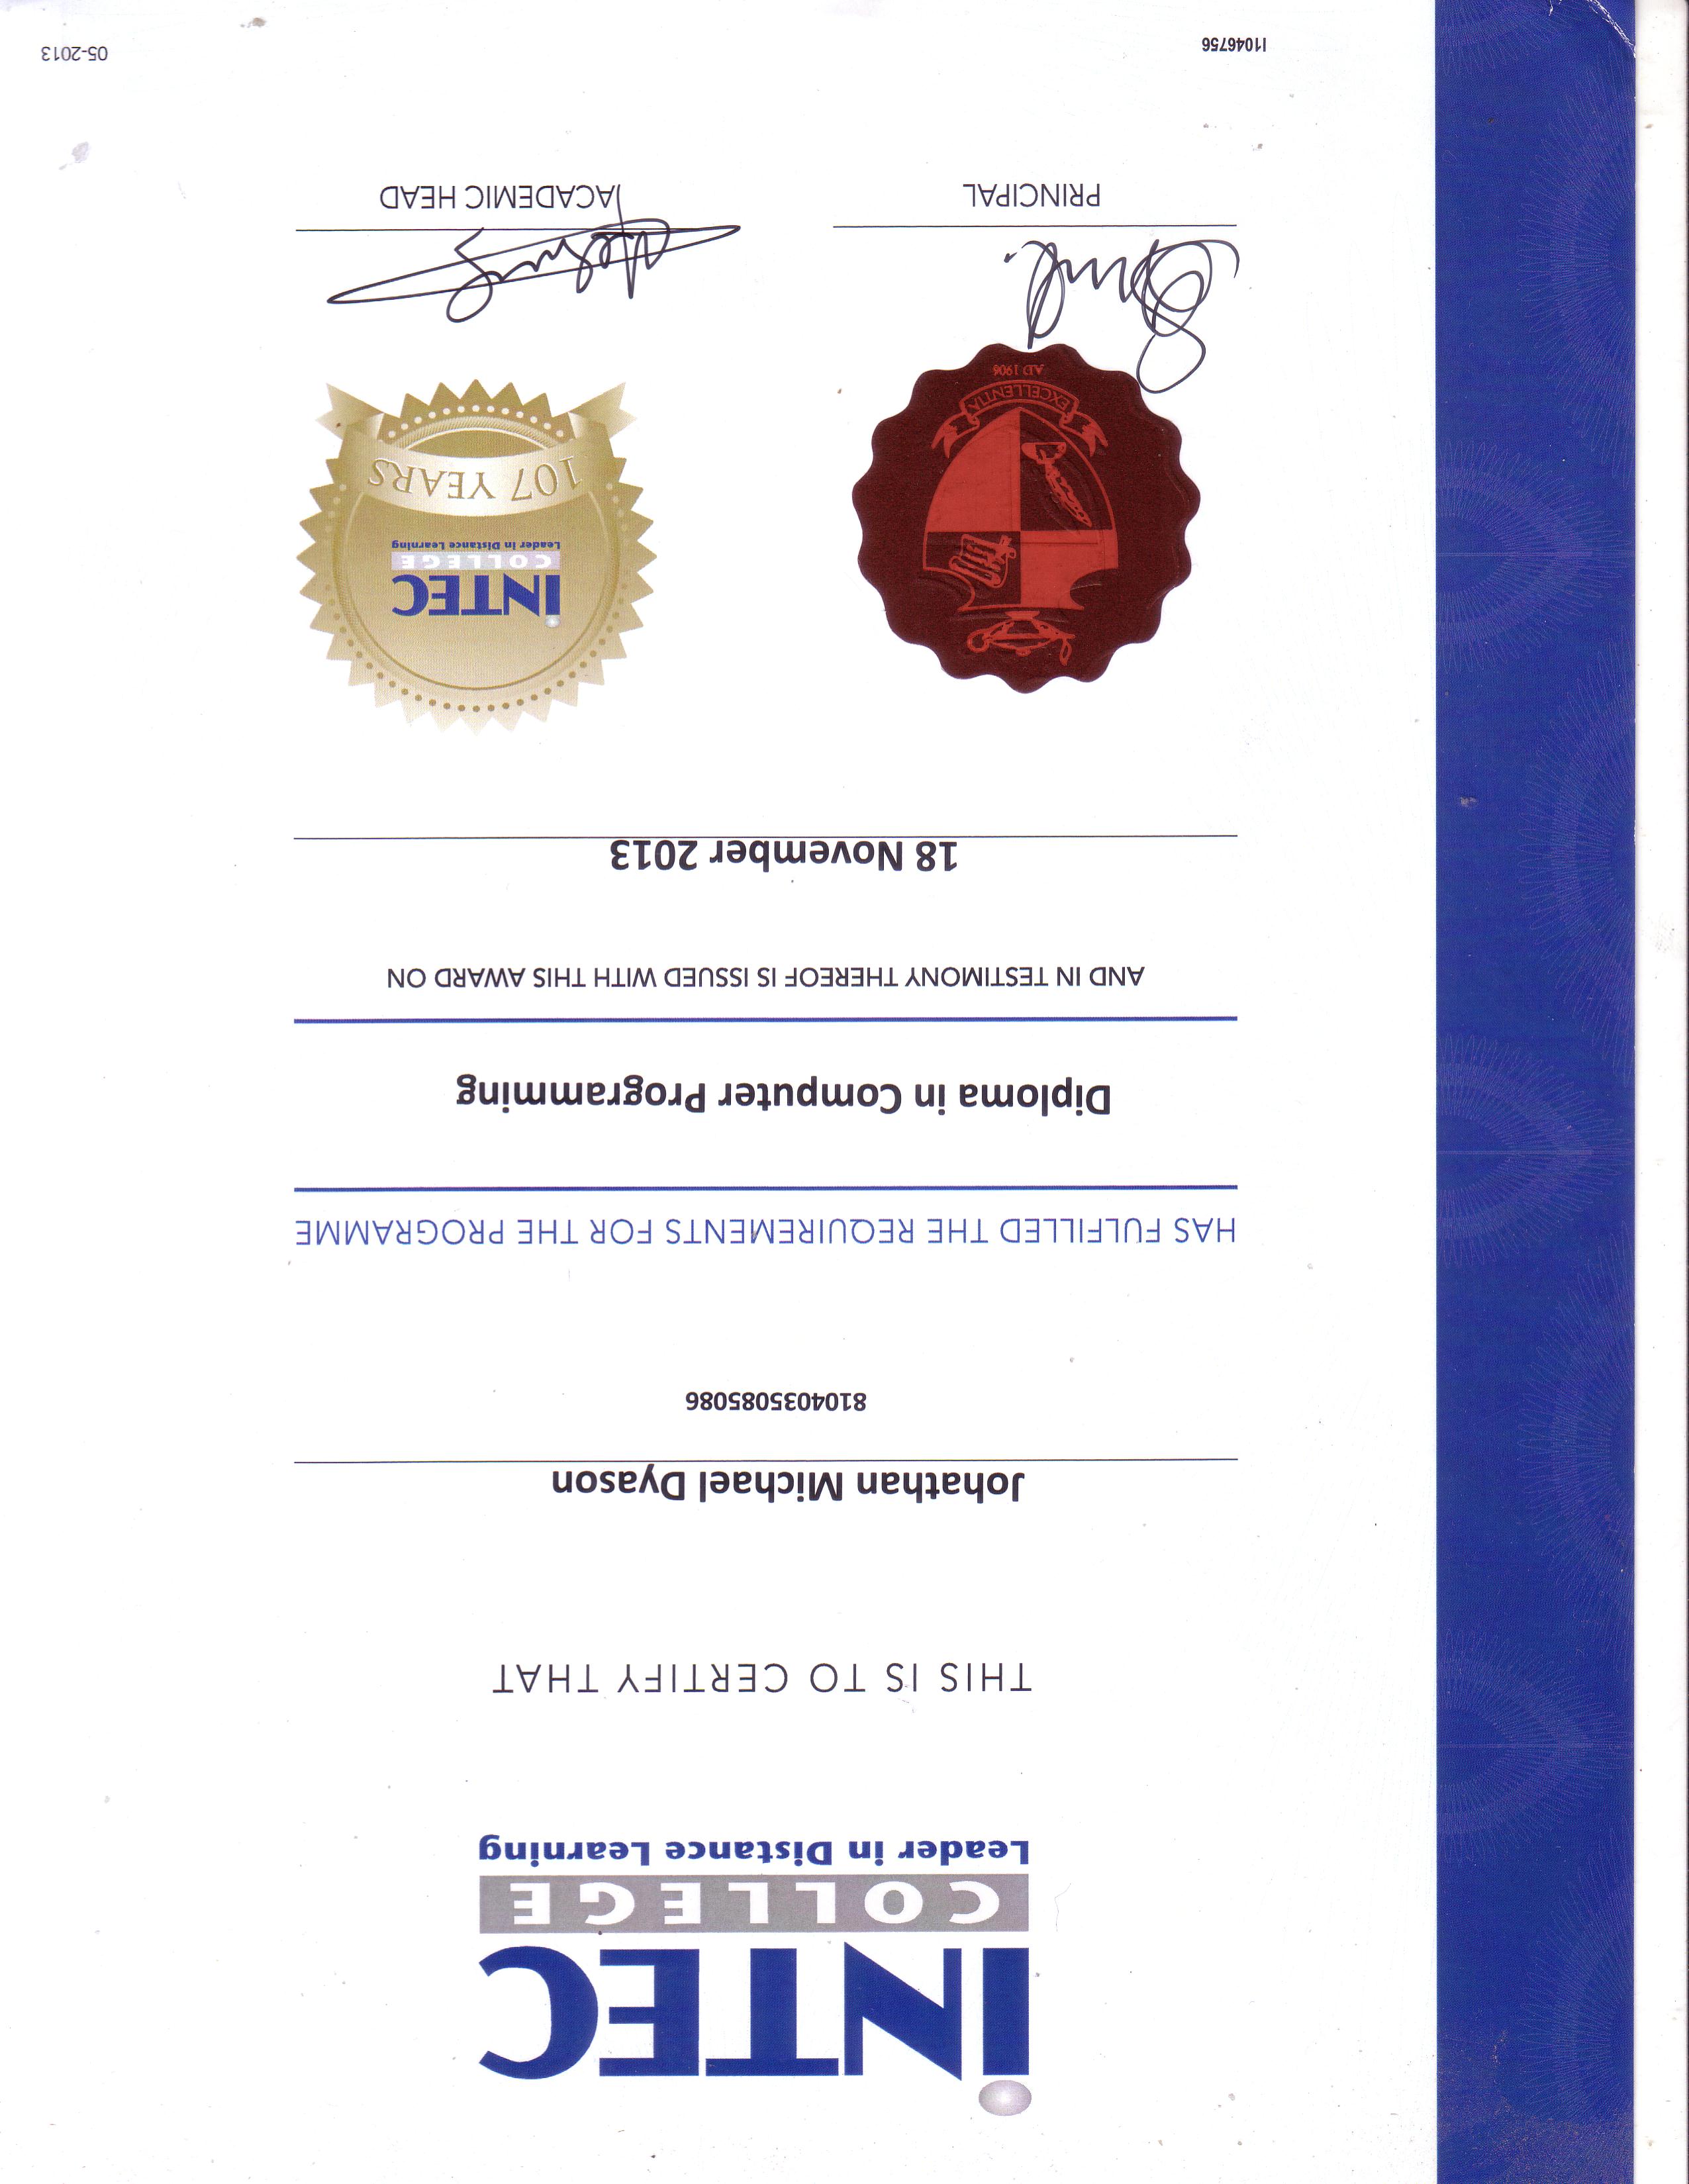 iNTEC
COLLEGE
Leader in Distance Learning
THIS IS TO CERTIFY THAT
Johathan Michael Dyason
8104035085086
HAS FULFILLED THE REQUIREMENTS FOR THE PROGRAMME
Diploma in Computer Programming
AND IN TESTIMONY THEREOF IS ISSUED WITH THIS AWARD ON
18 November 2013
iNTEC
COLLEGE
Leader in Distance Learning
107 YEARS
EXCELLENTIA
AD 1906
PRINCIPAL
ACADEMIC HEAD
I1046756
05-2013